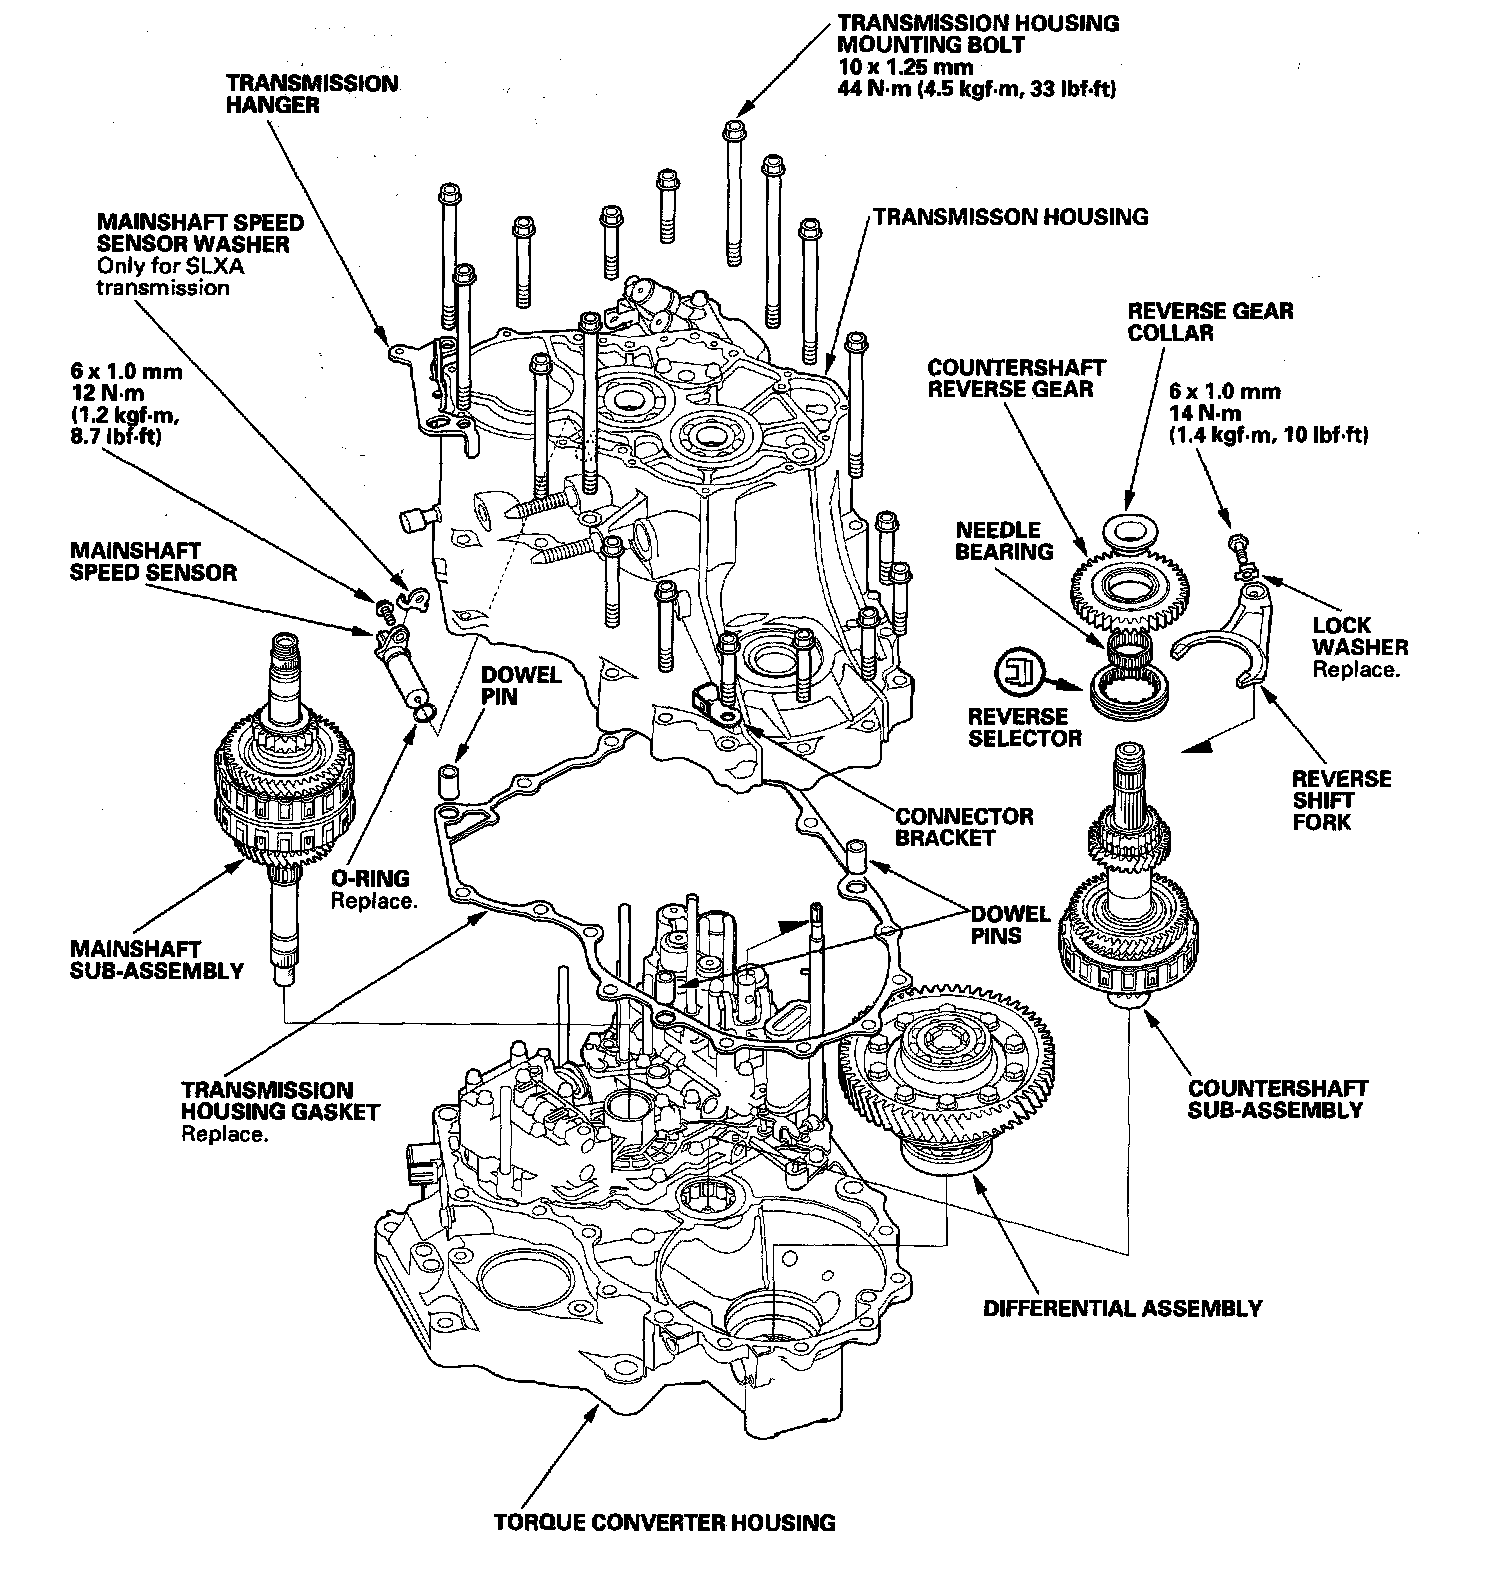 TRANSMISSION HOUSING
MOUNTING BOLT
10 x 1.25 mm
44 N·m (4.5 kgf·m, 33 lbf·ft)
TRANSMISSION
HANGER
MAINSHAFT SPEED
SENSOR WASHER
Only for SLXA
transmission
TRANSMISSON HOUSING
REVERSE GEAR
COLLAR
COUNTERSHAFT
REVERSE GEAR
6 x 1.0 mm
12 N·m
(1.2 kgf·m,
8.7 lbf·ft)
6 x 1.0 mm
14 N·m
(1.4 kgf·m, 10 lbf·ft)
NEEDLE
BEARING
MAINSHAFT
SPEED SENSOR
LOCK
WASHER
Replace.
DOWEL
PIN
REVERSE
SELECTOR
REVERSE
SHIFT
FORK
CONNECTOR
BRACKET
O-RING
Replace.
DOWEL
PINS
MAINSHAFT
SUB-ASSEMBLY
TRANSMISSION
HOUSING GASKET
Replace.
COUNTERSHAFT
SUB-ASSEMBLY
DIFFERENTIAL ASSEMBLY
TORQUE CONVERTER HOUSING